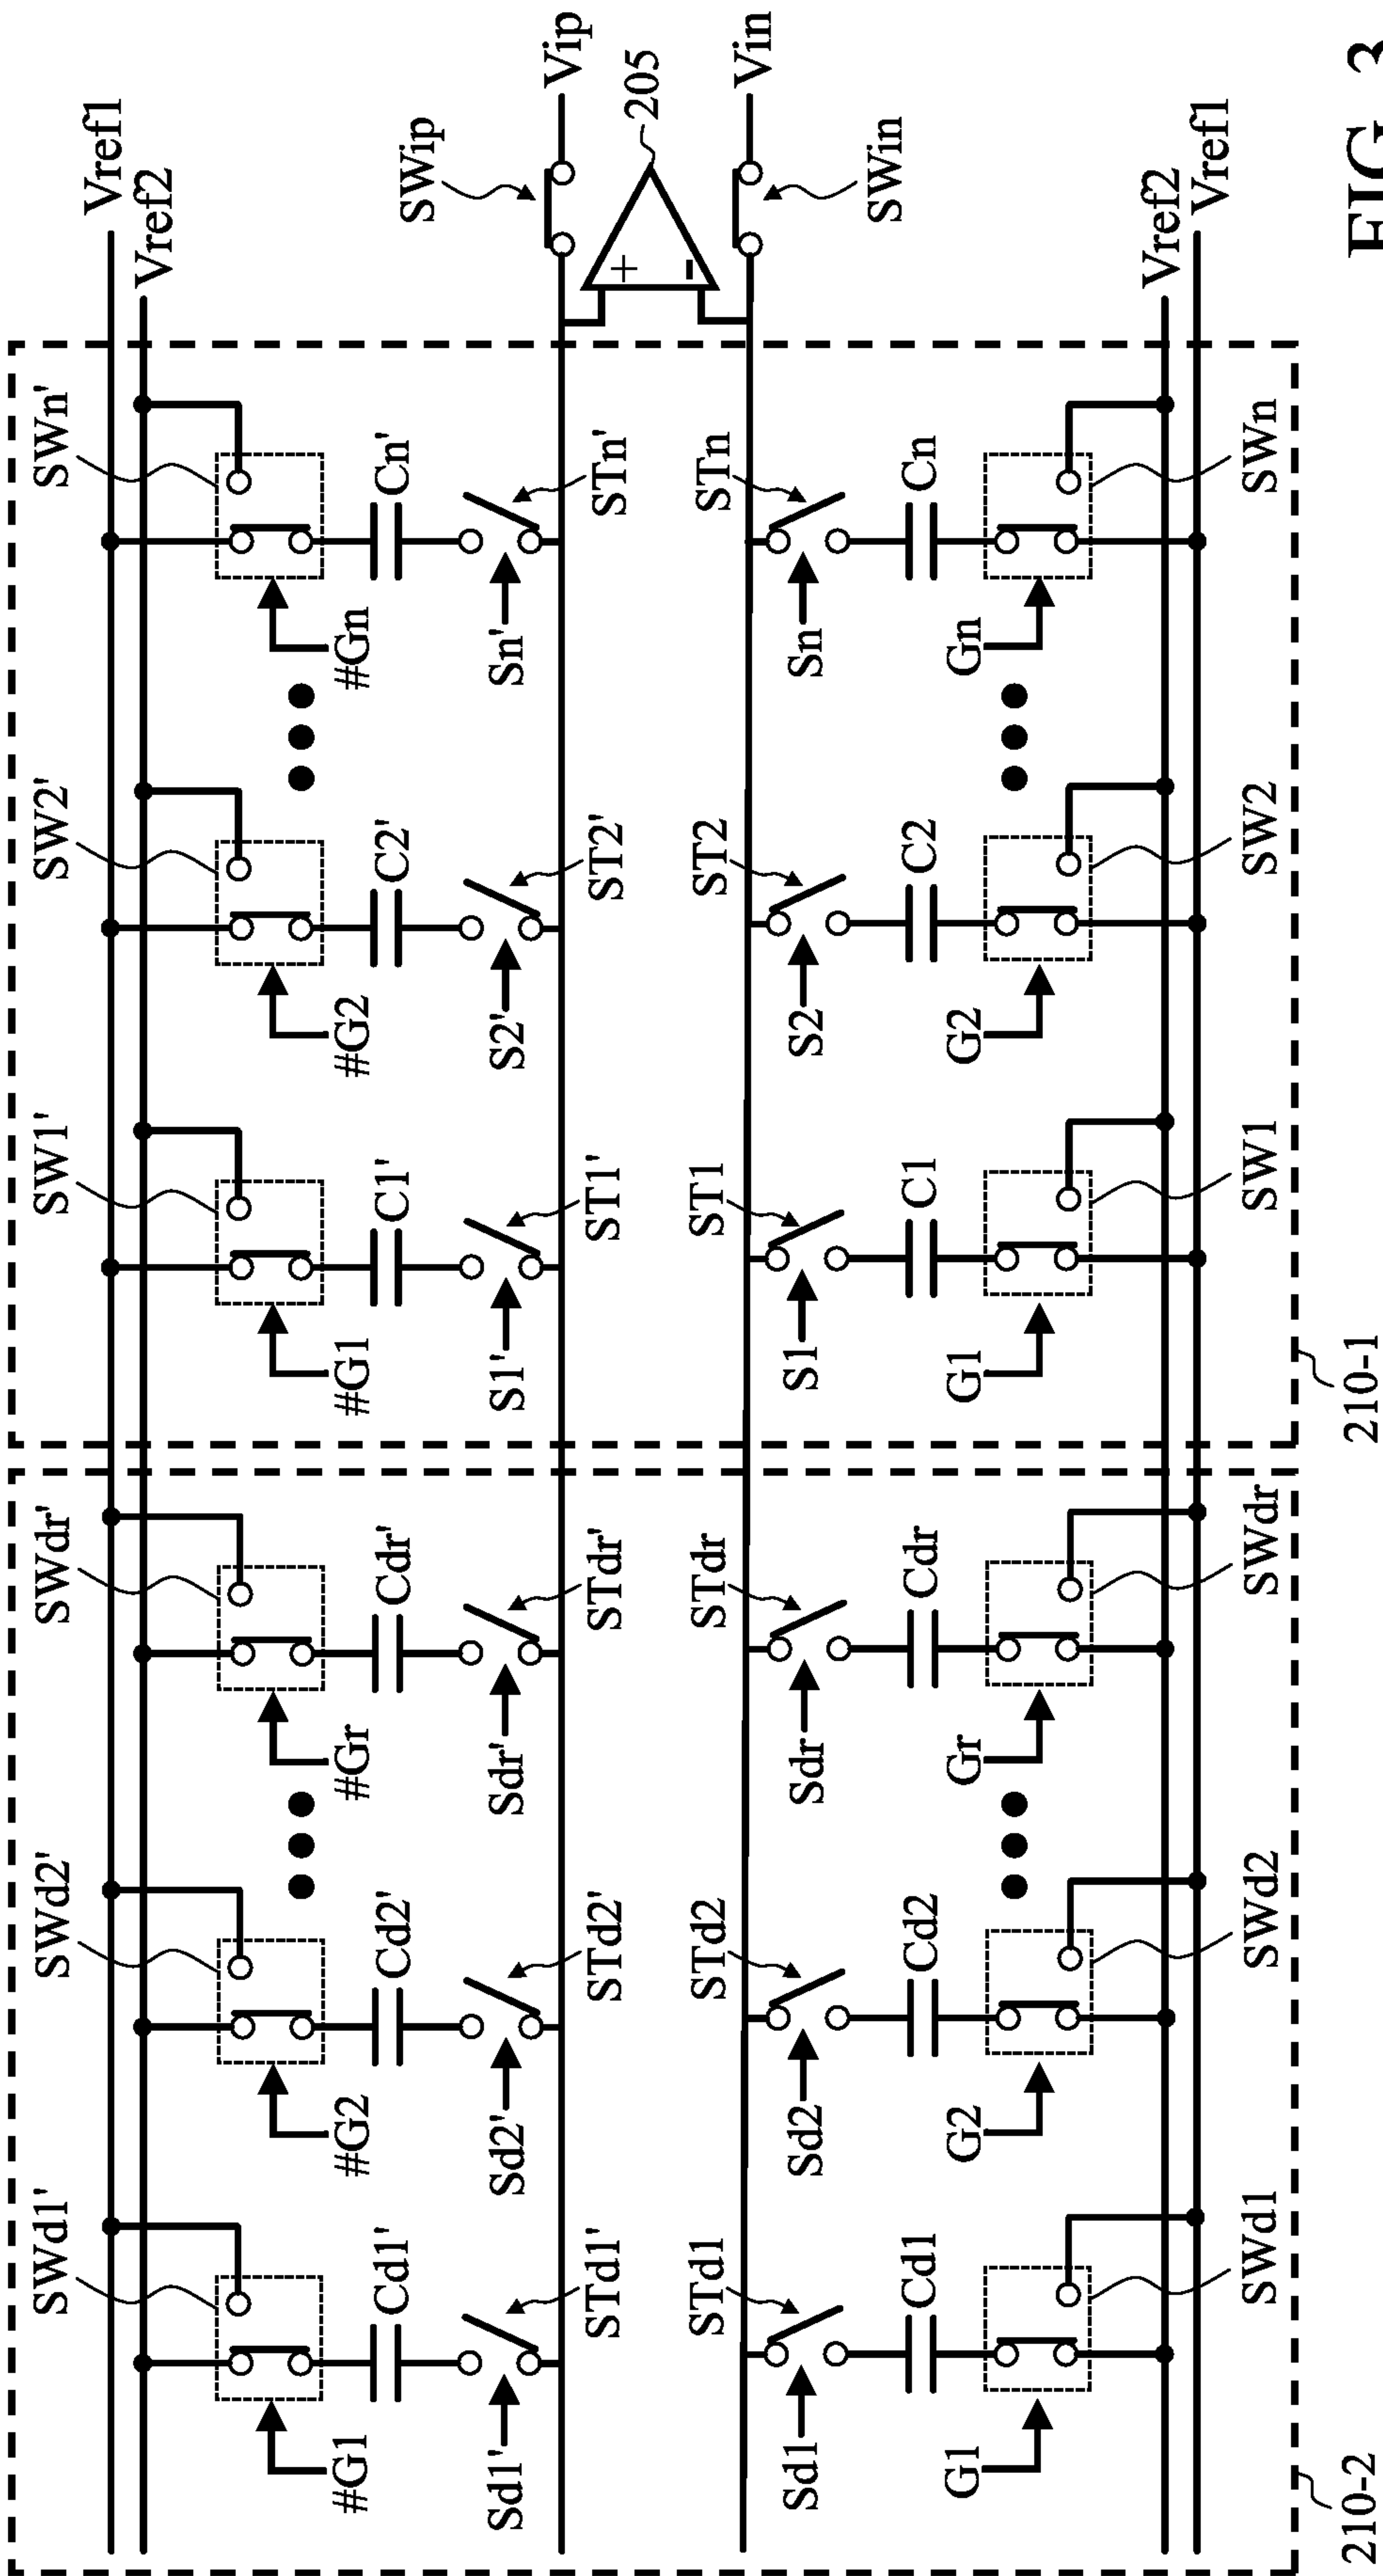 SWd1' SWd2' SWdr' SW1' SW2' SWn'
Vref1
Vref2
#G1 #G2 #Gr #G1 #G2 #Gn
Cd1' Cd2' Cdr' C1' C2' Cn'
SWip
Sd1' Sd2' Sdr' S1' S2' Sn'
Vip
STd1' STd2' STdr' ST1' ST2' STn'
+
205
-
STd1 STd2 STdr ST1 ST2 STn
Vin
Sd1 Sd2 Sdr S1 S2 Sn
SWin
Cd1 Cd2 Cdr C1 C2 Cn
G1 G2 Gr G1 G2 Gn
Vref2
Vref1
SWd1 SWd2 SWdr SW1 SW2 SWn
210-2 210-1
FIG. 3